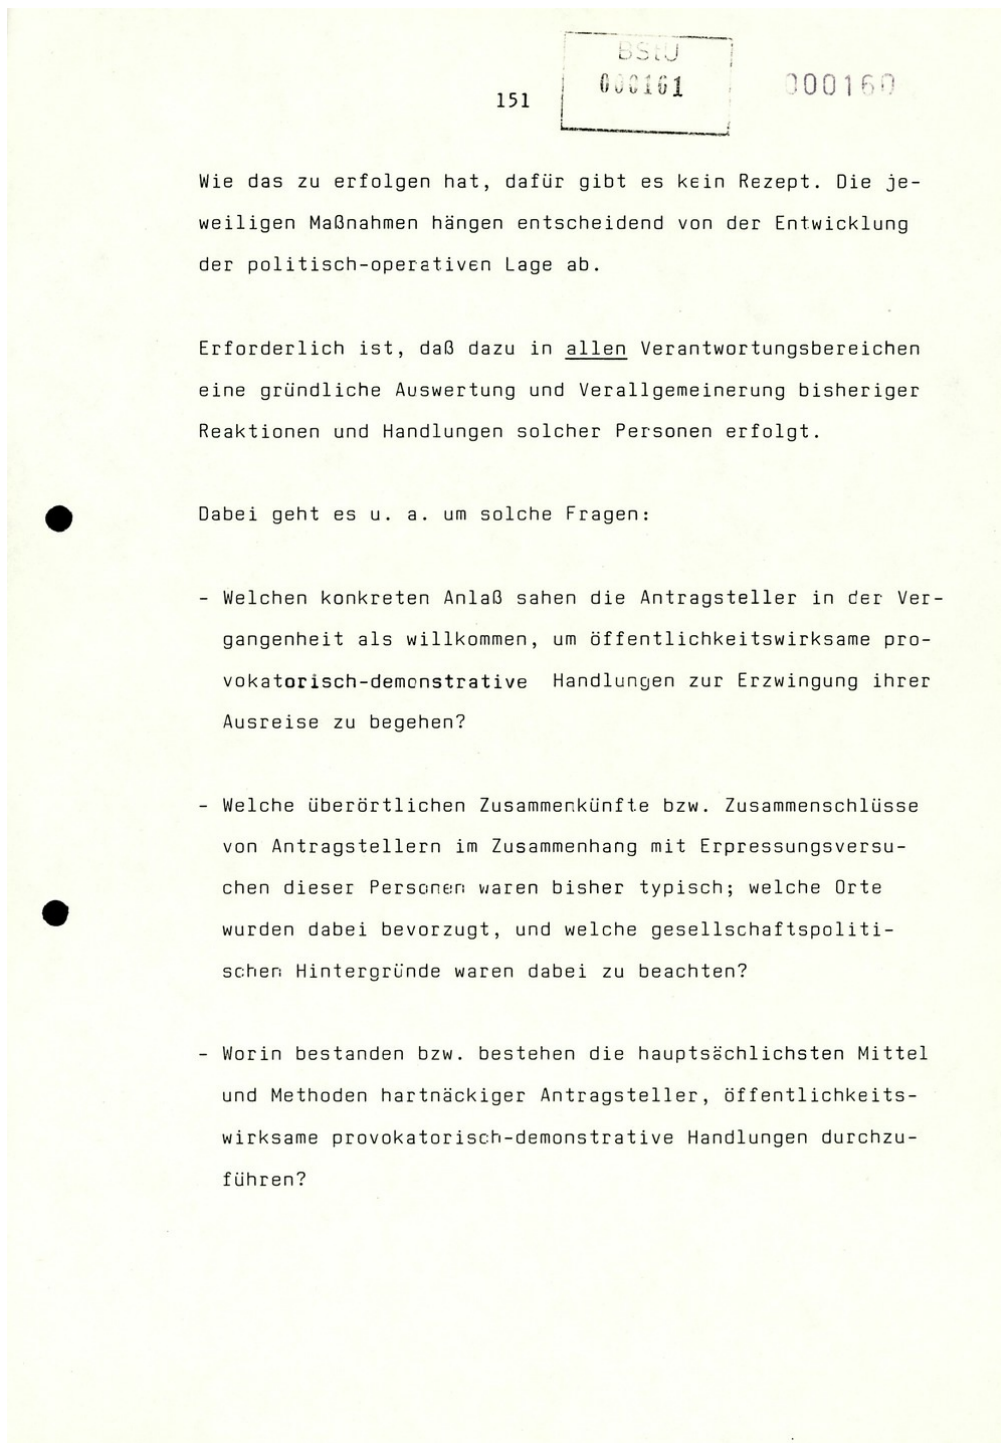 BStU
000161
000160
151
Wie das zu erfolgen hat, dafür gibt es kein Rezept. Die je-
weiligen Maßnahmen hängen entscheidend von der Entwicklung
der politisch-operativen Lage ab.
Erforderlich ist, daß dazu in allen Verantwortungsbereichen
eine gründliche Auswertung und Verallgemeinerung bisheriger
Reaktionen und Handlungen solcher Personen erfolgt.
Dabei geht es u. a. um solche Fragen:
- Welchen konkreten Anlaß sahen die Antragsteller in der Ver-
gangenheit als willkommen, um öffentlichkeitswirksame pro-
vokatorisch-demonstrative Handlungen zur Erzwingung ihrer
Ausreise zu begehen?
- Welche überörtlichen Zusammenkünfte bzw. Zusammenschlüsse
von Antragstellern im Zusammenhang mit Erpressungsversu-
chen dieser Personen waren bisher typisch; welche Orte
wurden dabei bevorzugt, und welche gesellschaftspoliti-
schen Hintergründe waren dabei zu beachten?
- Worin bestanden bzw. bestehen die hauptsächlichsten Mittel
und Methoden hartnäckiger Antragsteller, öffentlichkeits-
wirksame provokatorisch-demonstrative Handlungen durchzu-
führen?